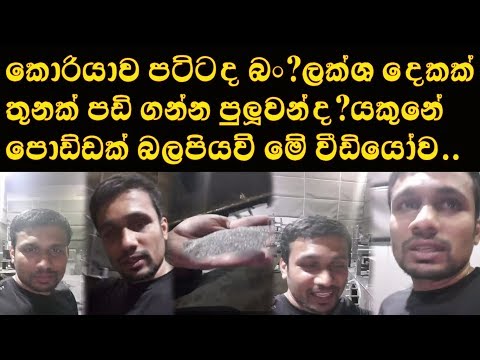 කොරියාව පට්ටද බං?ලක්ශ දෙකක්
තුනක් පඩි ගන්න පුලූවන්ද?යකුනේ
පොඩ්ඩක් බලපියව් මේ වීඩියෝව..